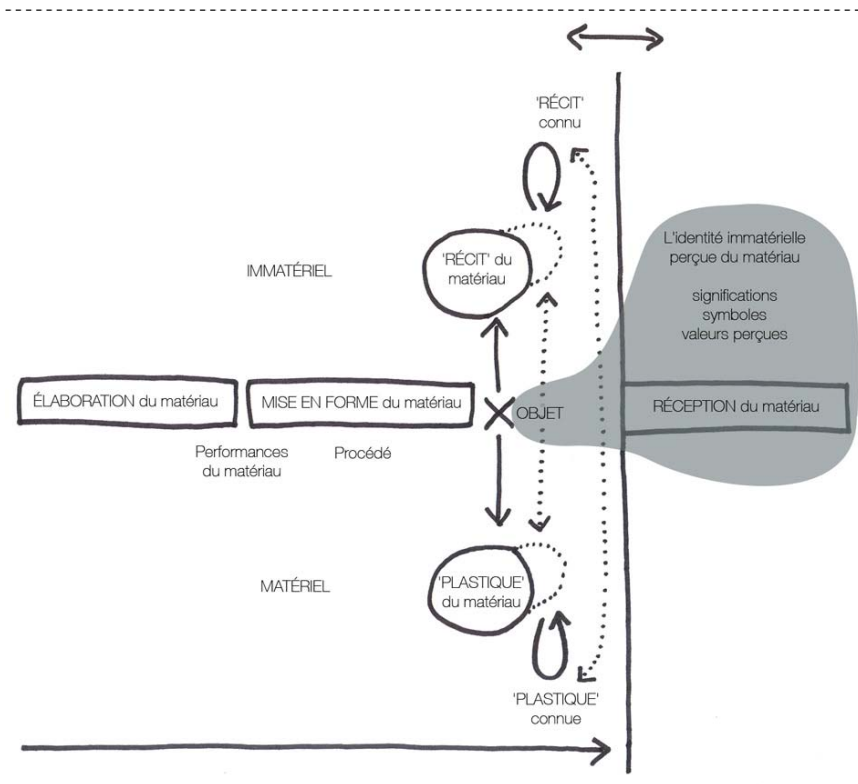 'RÉCIT'
connu
'RÉCIT' du
matériau
IMMATÉRIEL
L'identité immatérielle
perçue du matériau
significations
symboles
valeurs perçues
ÉLABORATION du matériau
MISE EN FORME du matériau
OBJET
RÉCEPTION du matériau
Performances
du matériau
Procédé
MATÉRIEL
'PLASTIQUE'
du matériau
'PLASTIQUE'
connue